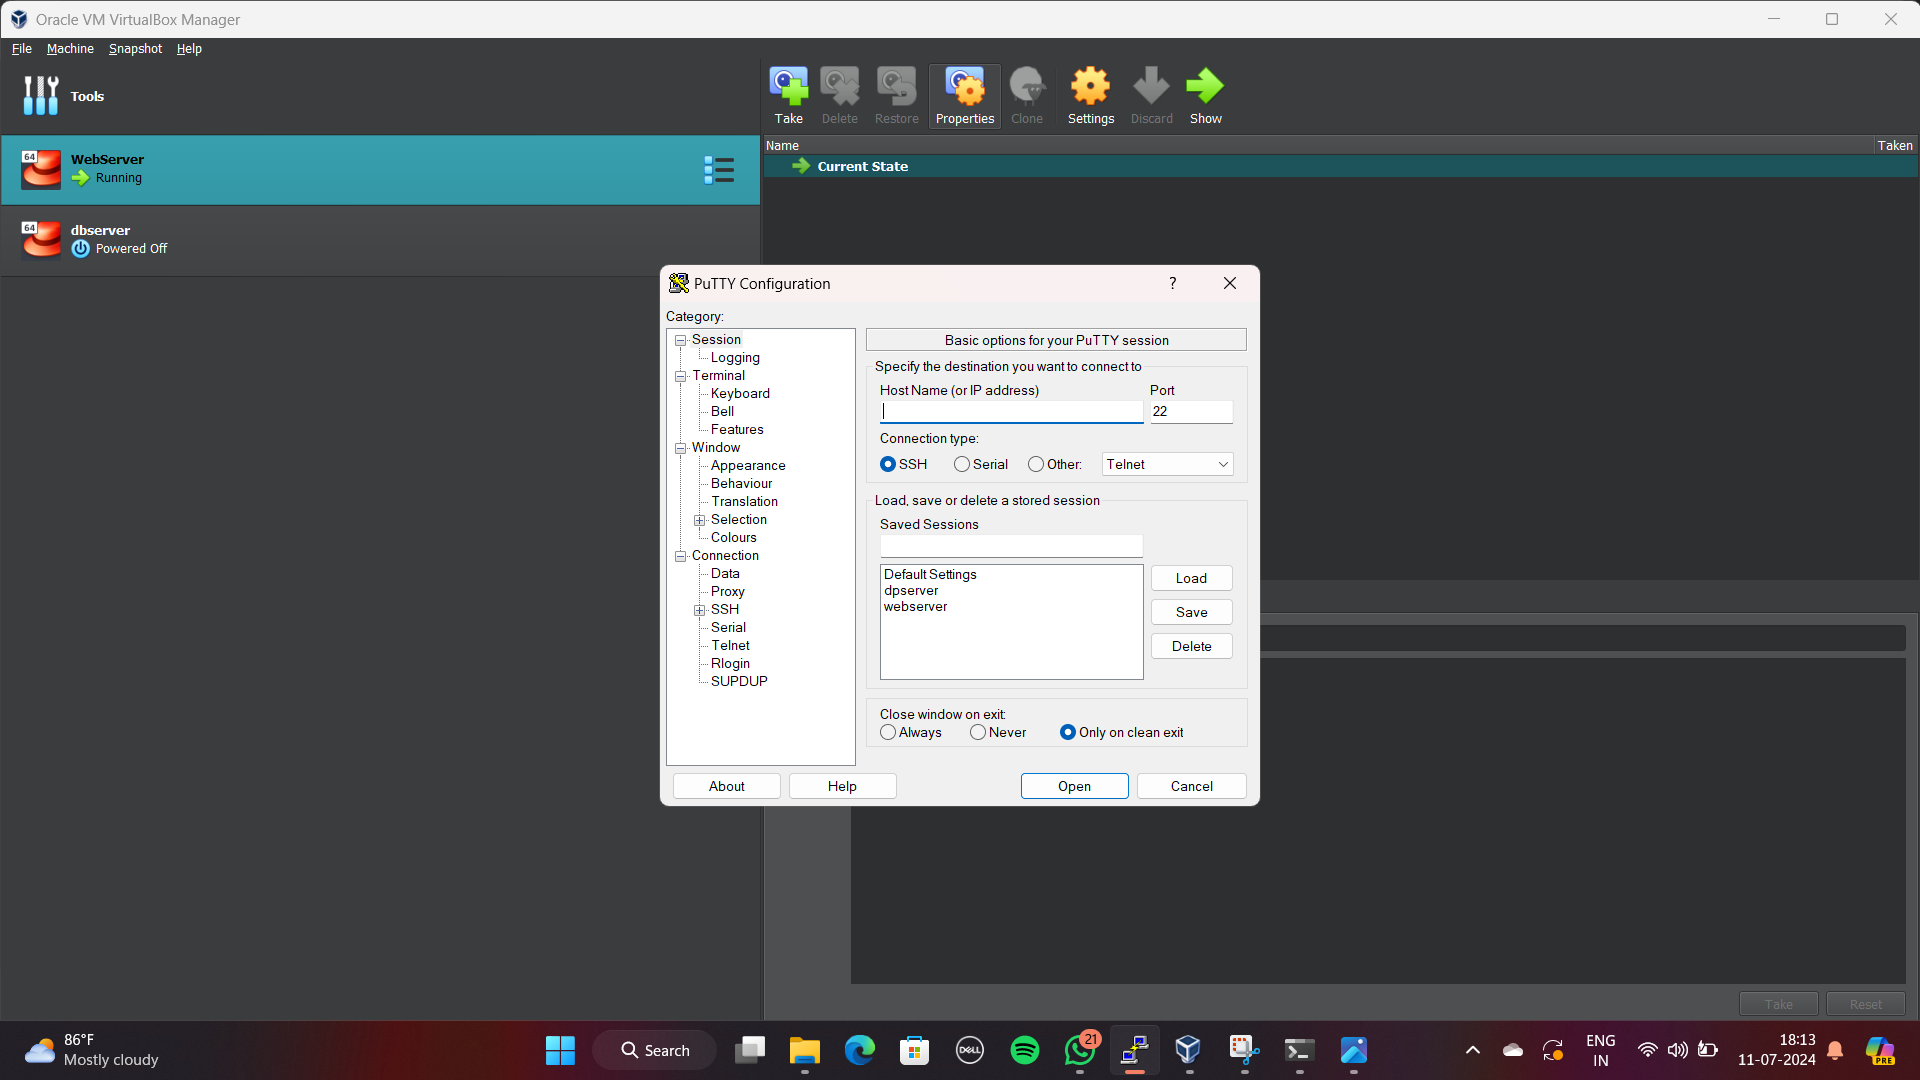 Oracle VM VirtualBox Manager
File Machine Snapshot Help
Tools
Take Delete Restore Properties Clone Settings Discard Show
64
WebServer
Running
Name Taken
Current State
64
dbserver
Powered Off
PuTTY Configuration ?
Category:
Session
Logging
Terminal
Keyboard
Bell
Features
Window
Appearance
Behaviour
Translation
Selection
Colours
Connection
Data
Proxy
SSH
Serial
Telnet
Rlogin
SUPDUP
Basic options for your PuTTY session
Specify the destination you want to connect to
Host Name (or IP address) Port
22
Connection type:
SSH Serial Other: Telnet
Load, save or delete a stored session
Saved Sessions
Default Settings
dpserver
webserver
Load
Save
Delete
Close window on exit:
Always Never Only on clean exit
About Help Open Cancel
Take Reset
86°F
Mostly cloudy
Search
DELL
21
ENG
IN
18:13
11-07-2024
PRE